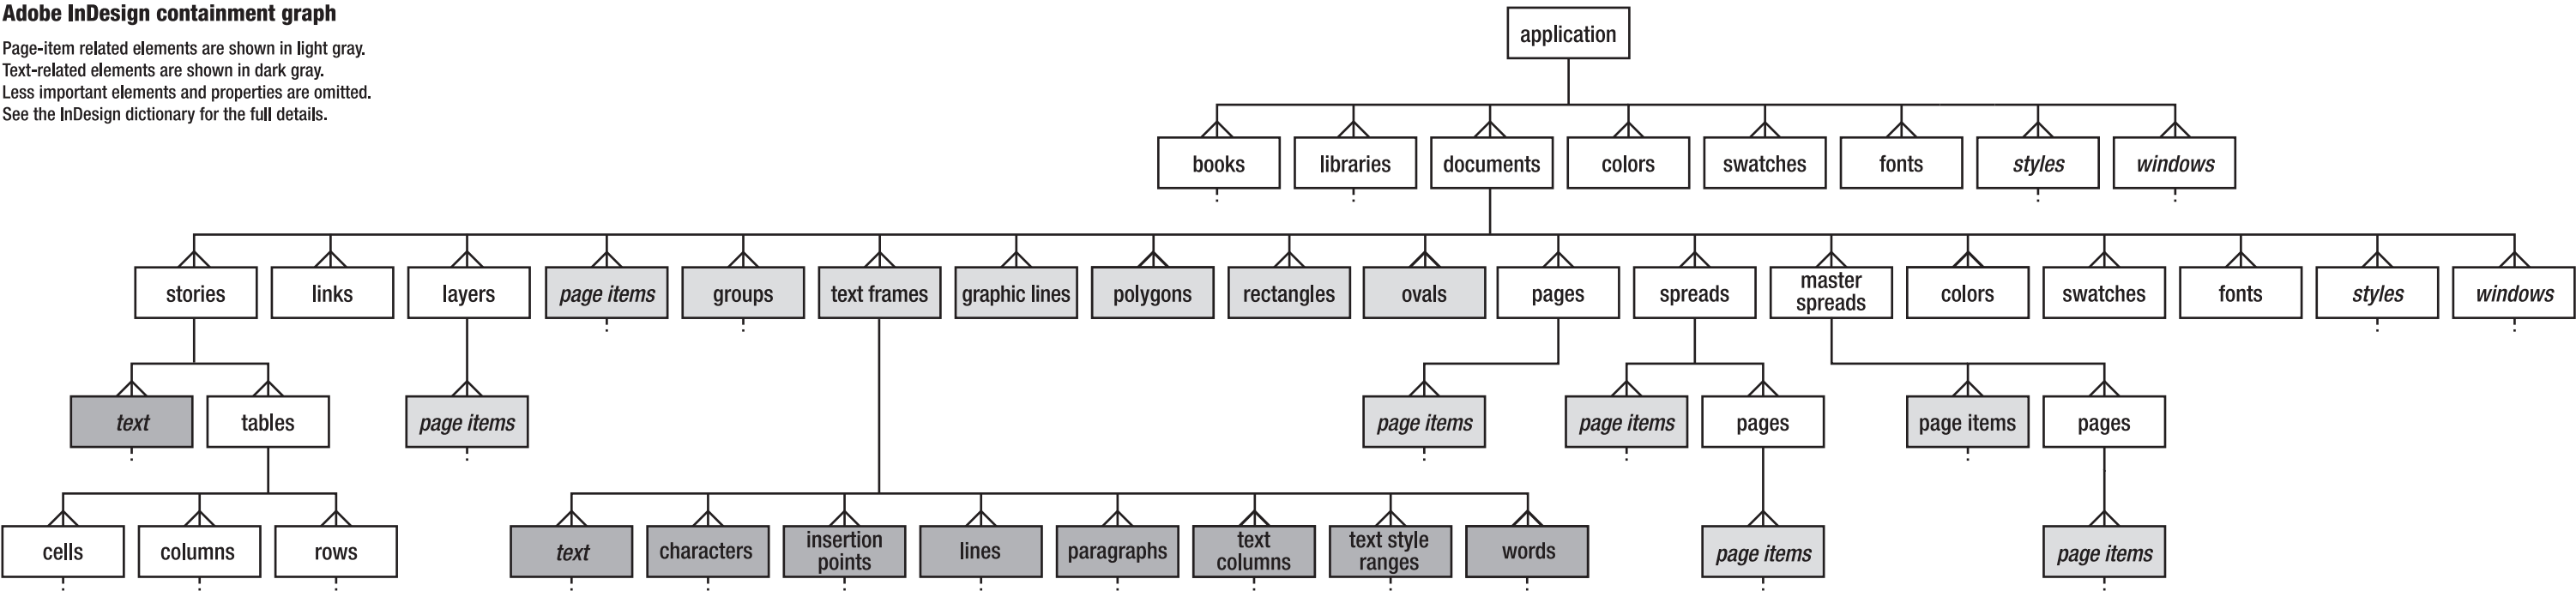 Adobe InDesign containment graph
Page-item related elements are shown in light gray.
Text-related elements are shown in dark gray.
Less important elements and properties are omitted.
See the InDesign dictionary for the full details.
application
books
libraries
documents
colors
swatches
fonts
styles
windows
stories
links
layers
page items
groups
text frames
graphic lines
polygons
rectangles
ovals
pages
spreads
master
spreads
colors
swatches
fonts
styles
windows
text
tables
page items
page items
page items
pages
page items
pages
cells
columns
rows
text
characters
insertion
points
lines
paragraphs
text
columns
text style
ranges
words
page items
page items